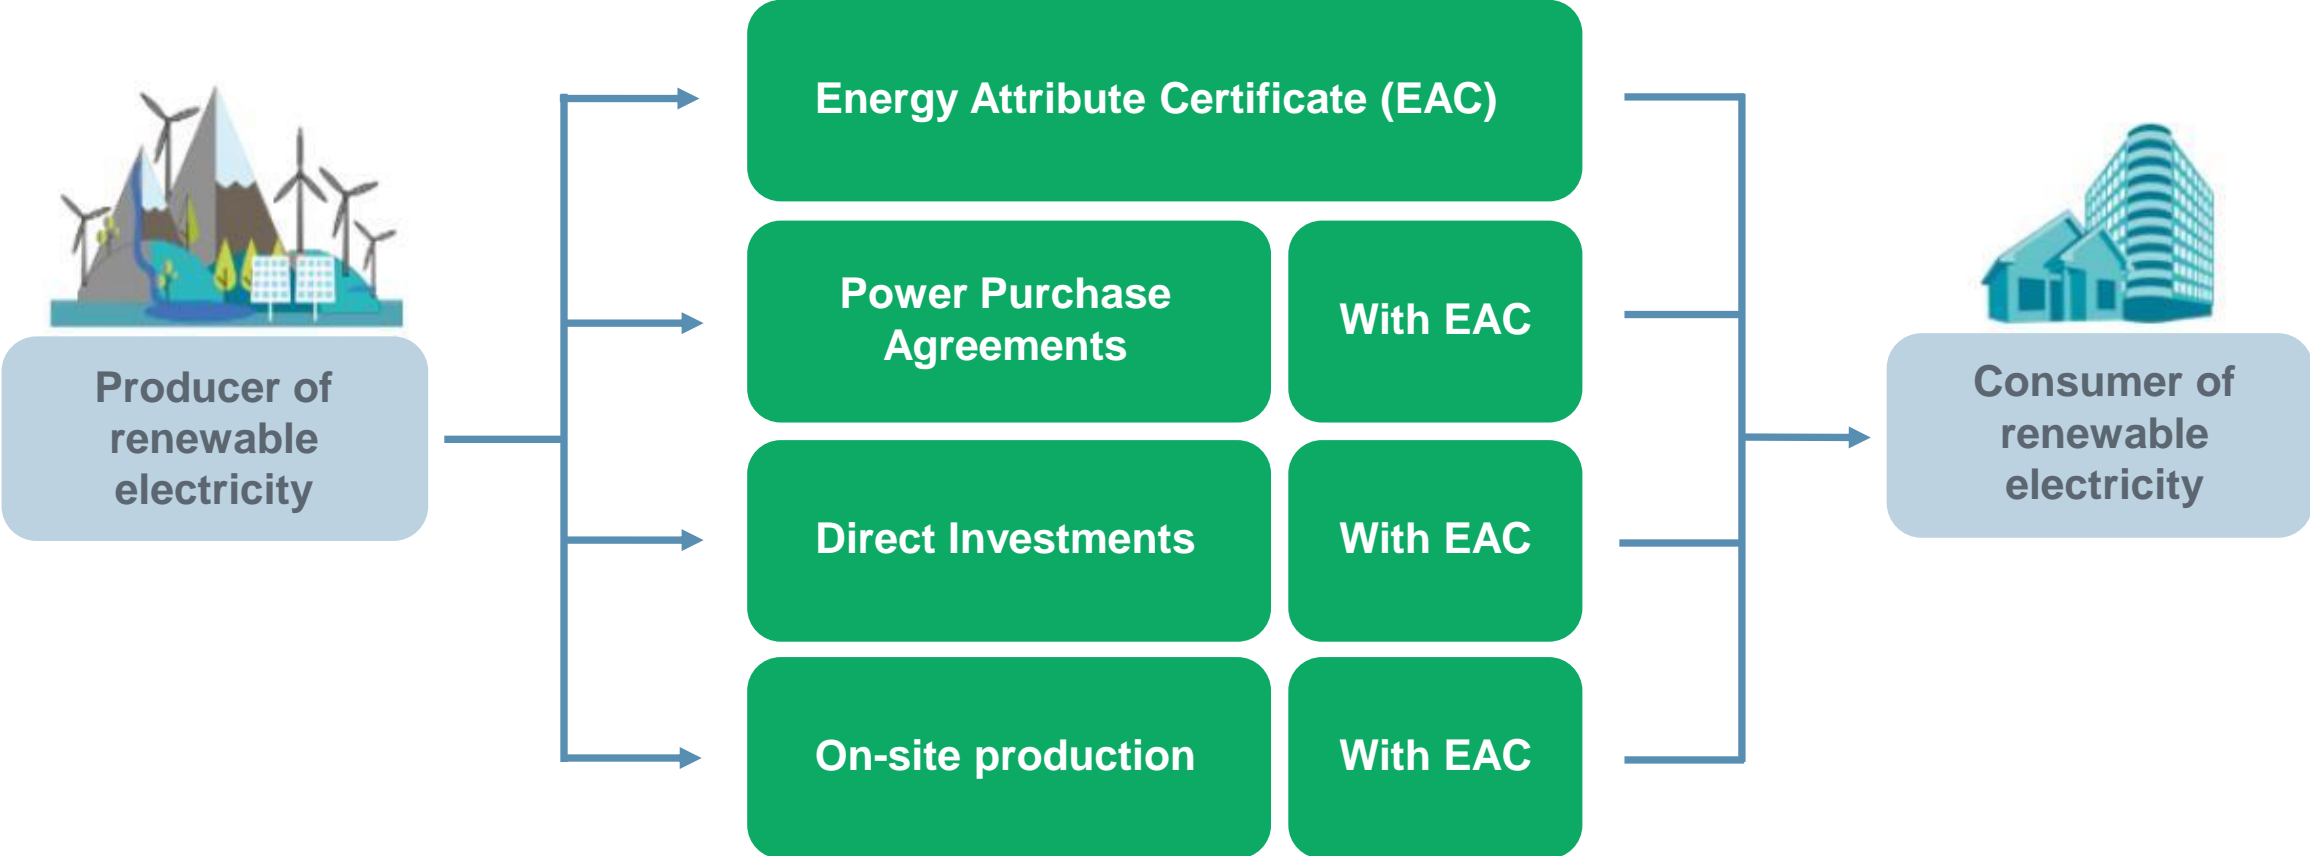 Energy Attribute Certificate (EAC)
Power Purchase
Agreements
With EAC
Producer of
renewable
electricity
Consumer of
renewable
electricity
Direct Investments
With EAC
On-site production
With EAC